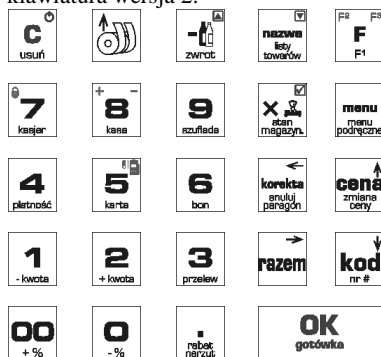 klawiatura wersja 2:
C
usuń
zwrot
nazwa
listy
towarów
F2 F3
F
F1
7
kasjer
+ -
8
kasa
9
szuflada
X
stan
magazyn.
menu
menu
podręczne
4
płatność
5
karta
6
bon
korekta
anuluj
paragon
cena
zmiana
ceny
1
- kwota
2
+ kwota
3
przelew
razem
kod
nr #
00
+ %
0
- %
.
rabat
narzut
OK
gotówka